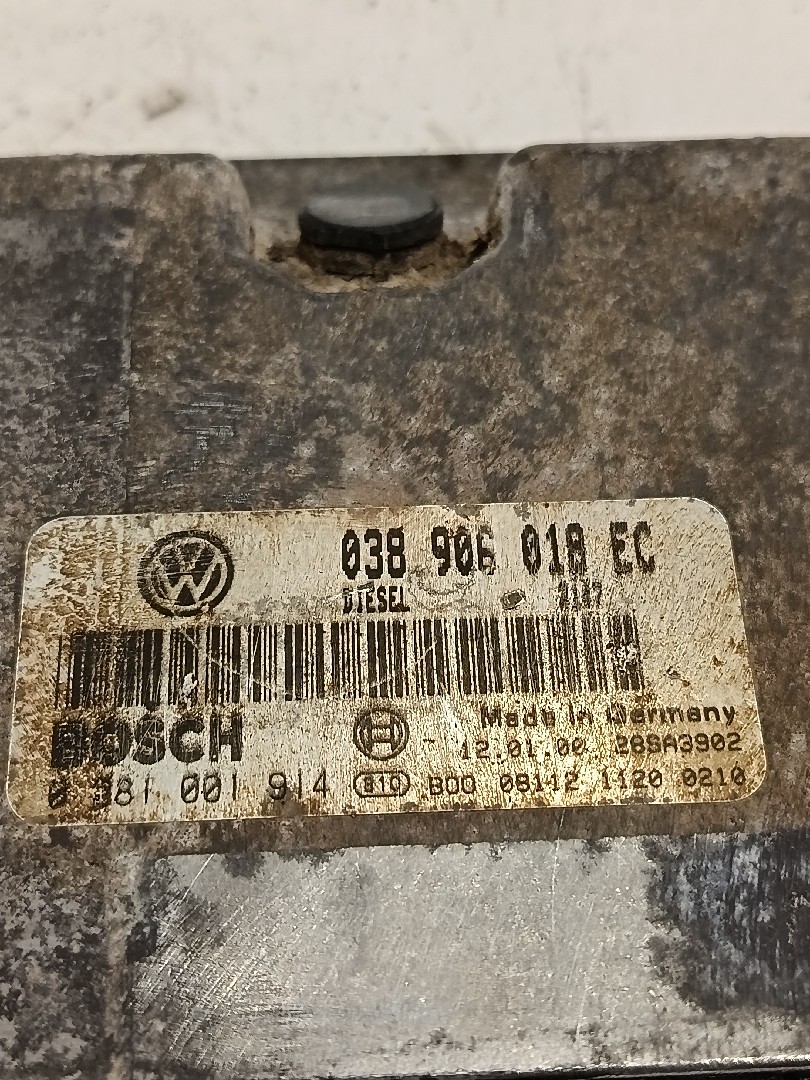 038 906 018 EC
DIESEL
BOSCH
Made in Germany
12.01.00 28SA3902
0 281 001 914 B00 08112 1120 0210